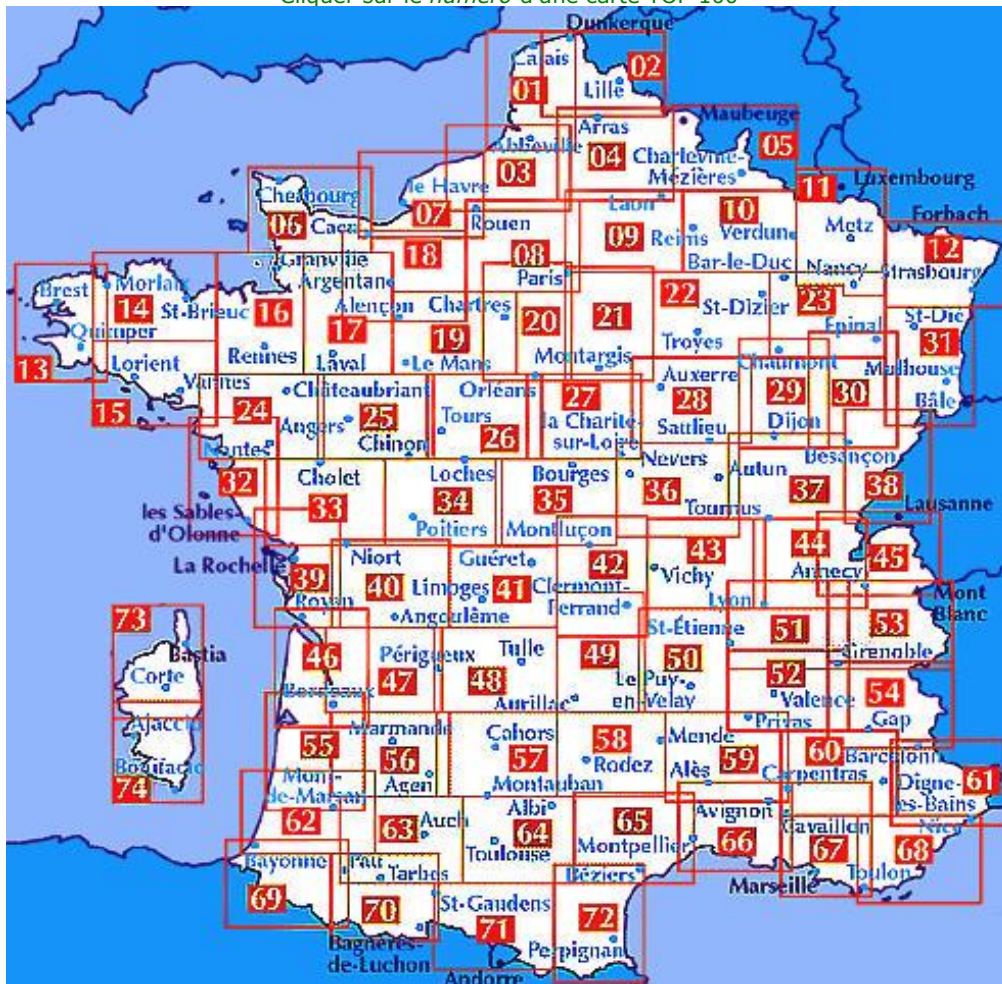 Cliquer sur le numéro d'une carte TOP 100
Dunkerque
Calais
02
01
Lille
Maubeuge
Arras
05
Abbeville
04
Charleville-
Mézières
03
11
Luxembourg
Cherbourg
le Havre
07
Rouen
Laon
10
Forbach
06
Caen
09
Reims
Verdun
Metz
12
Granville
18
08
Bar-le-Duc
Nancy
Strasbourg
Brest
Morlaix
Argentan
Paris
14
St-Brieuc
16
Alençon
Chartres
22
St-Dizier
23
St-Dié
Quimper
17
19
20
21
Epinal
31
13
Lorient
Rennes
Laval
Le Mans
Montargis
Troyes
Chaumont
Mulhouse
Vannes
Châteaubriant
Orléans
27
Auxerre
29
30
Bâle
15
24
25
Tours
la Charité-
sur-Loire
28
Angers
Chinon
26
Saulieu
Dijon
Nantes
Besançon
32
Cholet
Loches
Bourges
Nevers
Autun
38
33
34
35
36
37
Lausanne
les Sables-
d'Olonne
Poitiers
Montluçon
Tournus
La Rochelle
Niort
Guéret
42
43
44
45
39
40
Limoges
41
Clermont-
Ferrand
Vichy
Annecy
Mont
Blanc
Royan
Angoulême
Lyon
73
St-Étienne
51
53
Bastia
46
Périgueux
Tulle
49
50
Grenoble
Corte
47
48
Le Puy-
en-Velay
52
54
Bordeaux
Aurillac
Valence
Ajaccio
Marmande
Cahors
58
Mende
Privas
Gap
55
56
57
Rodez
59
60
Barcelonn
Bonifacio
Mont-
de-Marsan
Agen
Montauban
Alès
Carpentras
Digne-
les-Bains
61
74
62
63
Auch
Albi
64
65
Avignon
Cavaillon
Nice
Toulouse
Montpellier
66
67
68
Bayonne
Pau
Tarbes
Béziers
Marseille
Toulon
69
70
St-Gaudens
71
72
Bagnères-
de-Luchon
Perpignan
Andorre